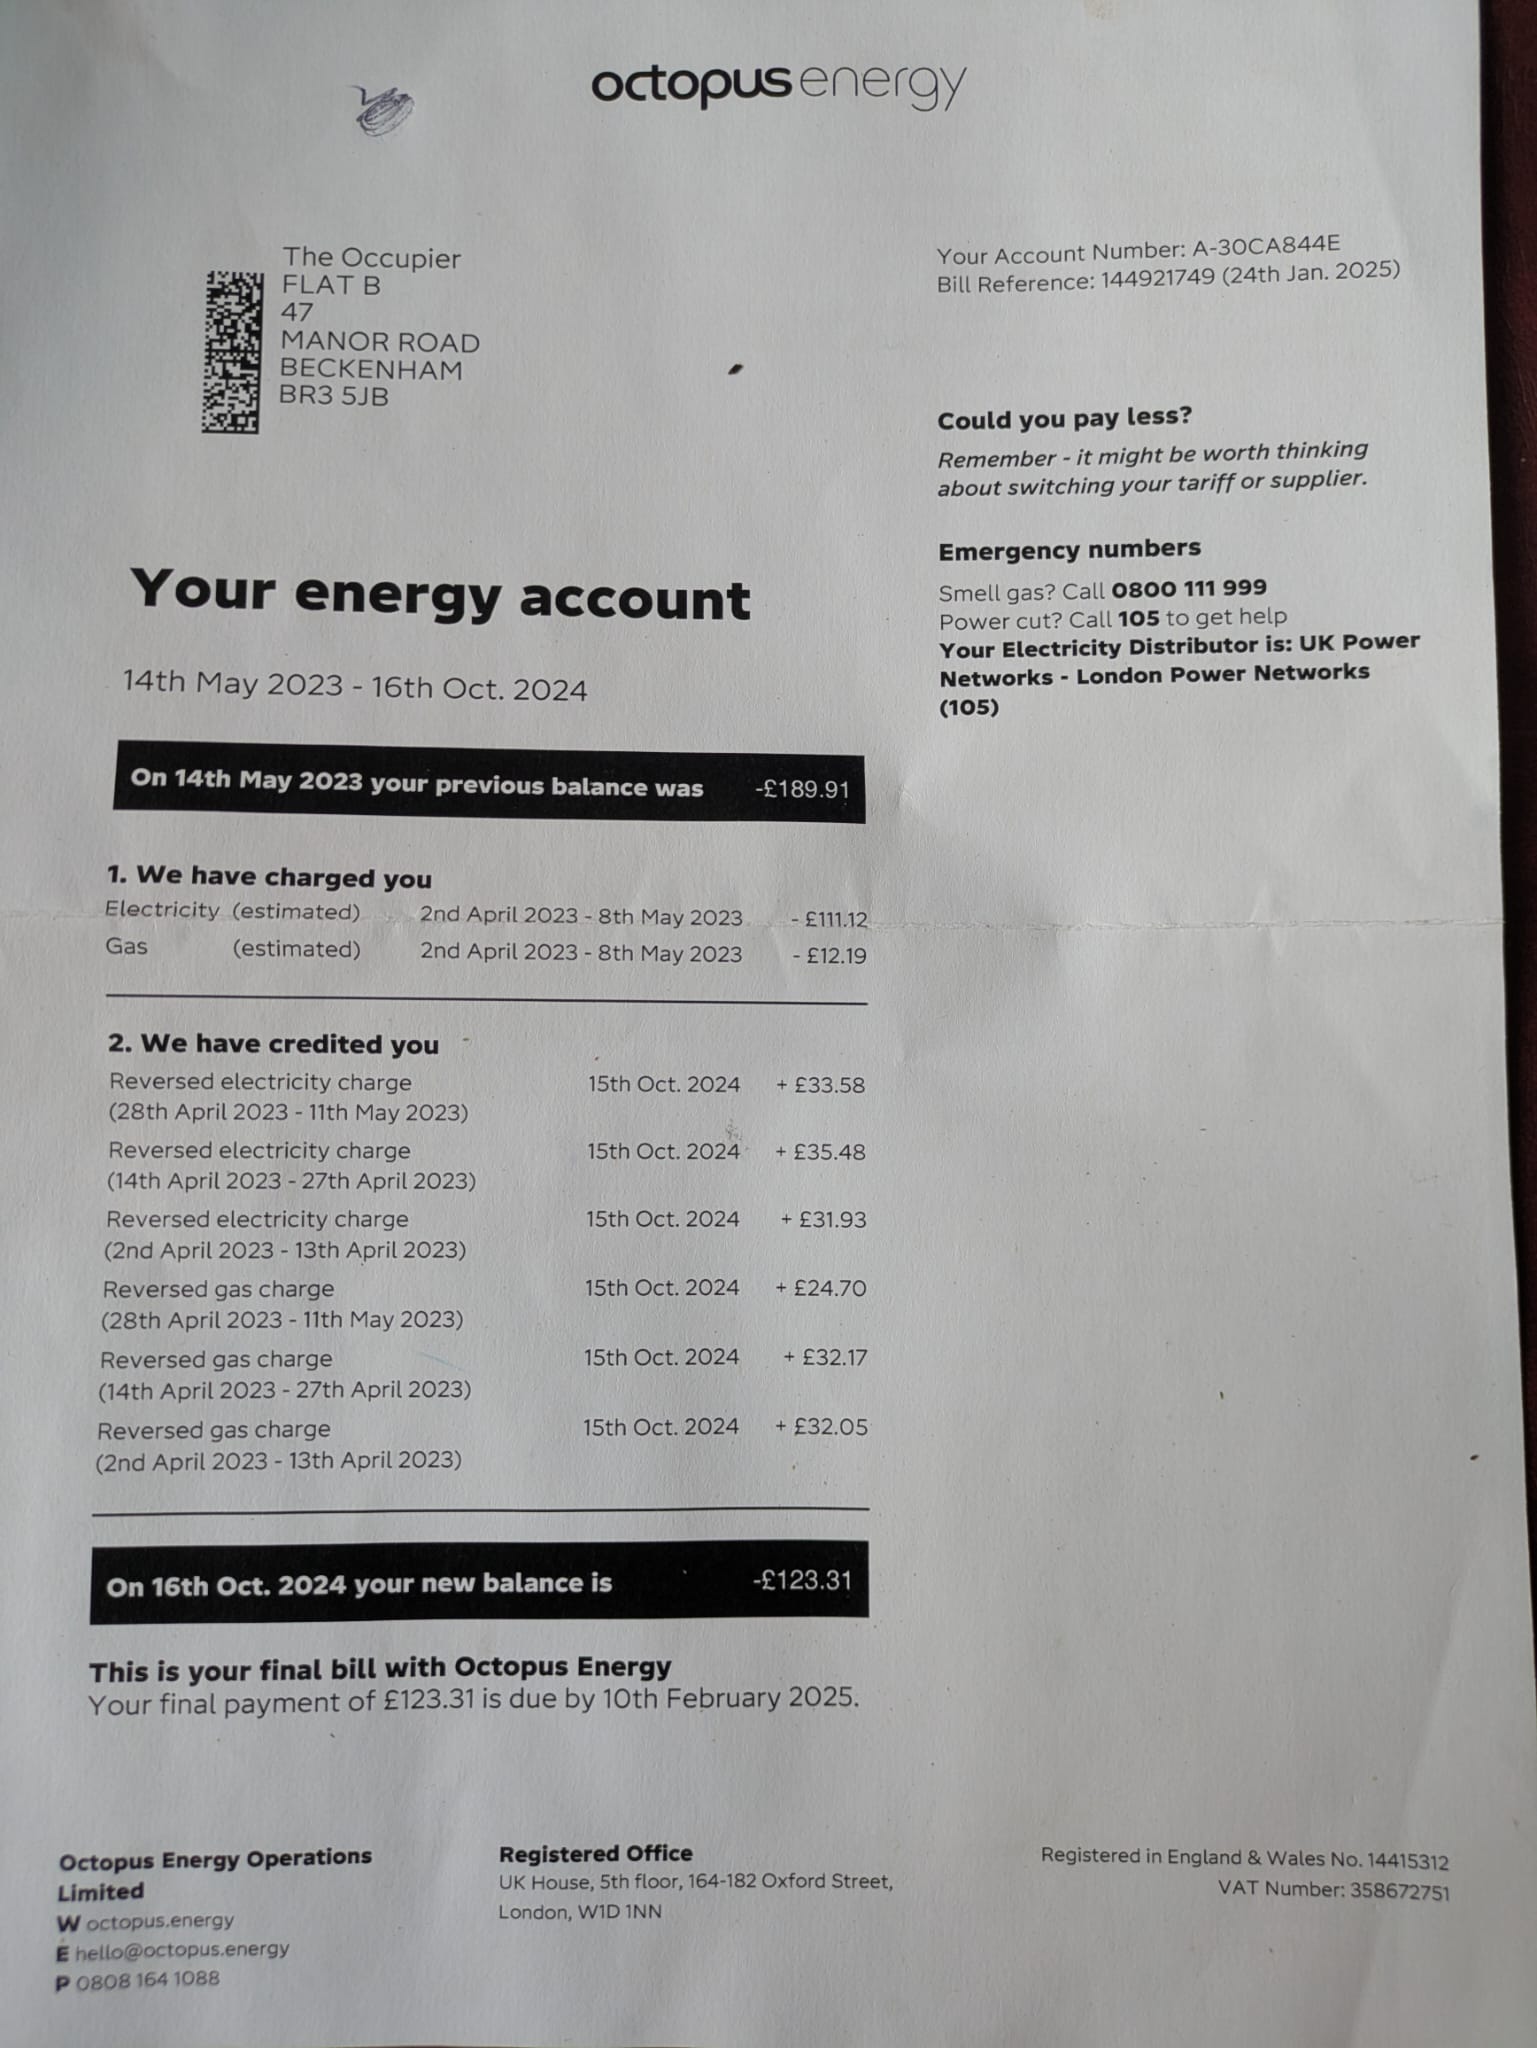 octopusenergy
The Occupier
FLAT B
47
MANOR ROAD
BECKENHAM
BR3 5JB
Your Account Number: A-30CA844E
Bill Reference: 144921749 (24th Jan. 2025)
Could you pay less?
Remember - it might be worth thinking
about switching your tariff or supplier.
Emergency numbers
Smell gas? Call 0800 111 999
Power cut? Call 105 to get help
Your Electricity Distributor is: UK Power
Networks - London Power Networks
(105)
Your energy account
14th May 2023 - 16th Oct. 2024
On 14th May 2023 your previous balance was -£189.91
1. We have charged you
Electricity (estimated) 2nd April 2023 - 8th May 2023 - £111.12
Gas (estimated) 2nd April 2023 - 8th May 2023 - £12.19
2. We have credited you
Reversed electricity charge 15th Oct. 2024 + £33.58
(28th April 2023 - 11th May 2023)
Reversed electricity charge 15th Oct. 2024 + £35.48
(14th April 2023 - 27th April 2023)
Reversed electricity charge 15th Oct. 2024 + £31.93
(2nd April 2023 - 13th April 2023)
Reversed gas charge 15th Oct. 2024 + £24.70
(28th April 2023 - 11th May 2023)
Reversed gas charge 15th Oct. 2024 + £32.17
(14th April 2023 - 27th April 2023)
Reversed gas charge 15th Oct. 2024 + £32.05
(2nd April 2023 - 13th April 2023)
On 16th Oct. 2024 your new balance is -£123.31
This is your final bill with Octopus Energy
Your final payment of £123.31 is due by 10th February 2025.
Octopus Energy Operations
Limited
W octopus.energy
E hello@octopus.energy
P 0808 164 1088
Registered Office
UK House, 5th floor, 164-182 Oxford Street,
London, W1D 1NN
Registered in England & Wales No. 14415312
VAT Number: 358672751